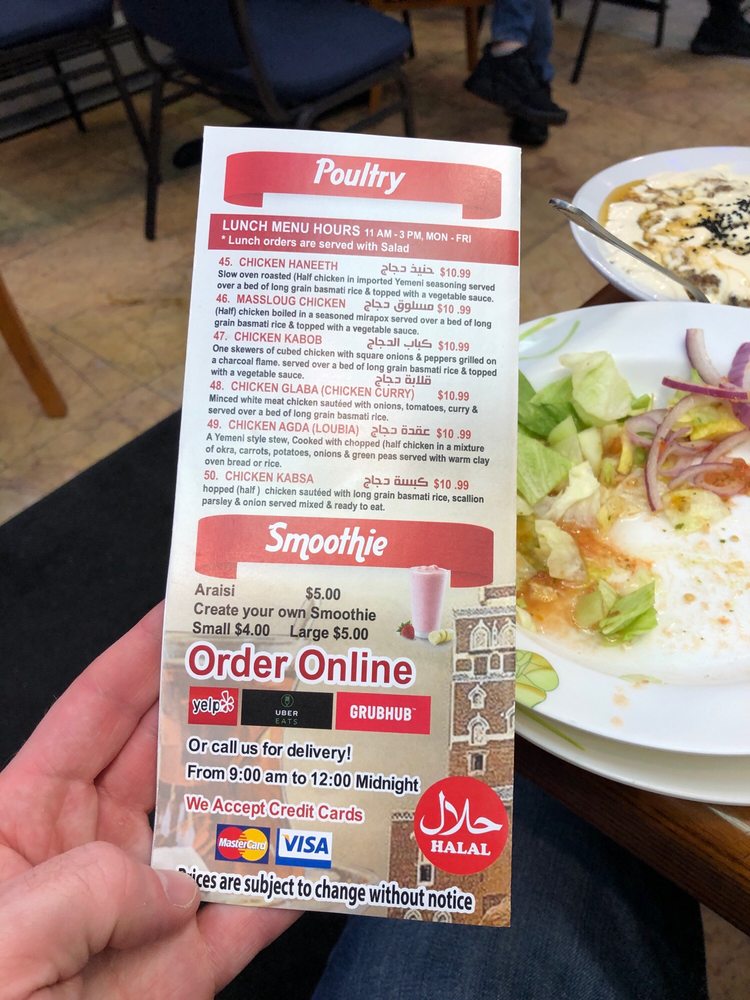 Poultry
LUNCH MENU HOURS 11 AM - 3 PM, MON - FRI
* Lunch orders are served with Salad
45. CHICKEN HANEETH حنيذ دجاج $10.99
Slow oven roasted (Half chicken in imported Yemeni seasoning served
over a bed of long grain basmati rice & topped with a vegetable sauce.
46. MASSLOUG CHICKEN مسلوق دجاج $10 .99
(Half) chicken boiled in a seasoned mirapox served over a bed of long
grain basmati rice & topped with a vegetable sauce.
47. CHICKEN KABOB كباب الدجاج $10.99
One skewers of cubed chicken with square onions & peppers grilled on
a charcoal flame. served over a bed of long grain basmati rice & topped
with a vegetable sauce.
قلابة دجاج
48. CHICKEN GLABA (CHICKEN CURRY) $10.99
Minced white meat chicken sautéed with onions, tomatoes, curry &
served over a bed of long grain basmati rice.
49. CHICKEN AGDA (LOUBIA) عقدة دجاج $10 .99
A Yemeni style stew, Cooked with chopped (half chicken in a mixture
of okra, carrots, potatoes, onions & green peas served with warm clay
oven bread or rice.
50. CHICKEN KABSA كبسة دجاج $10 .99
hopped (half ) chicken sautéed with long grain basmati rice, scallion
parsley & onion served mixed & ready to eat.
Smoothie
Araisi $5.00
Create your own Smoothie
Small $4.00 Large $5.00
Order Online
yelp UBER EATS GRUBHUB
Or call us for delivery!
From 9:00 am to 12:00 Midnight
We Accept Credit Cards
MasterCard VISA
حلال
HALAL
Prices are subject to change without notice